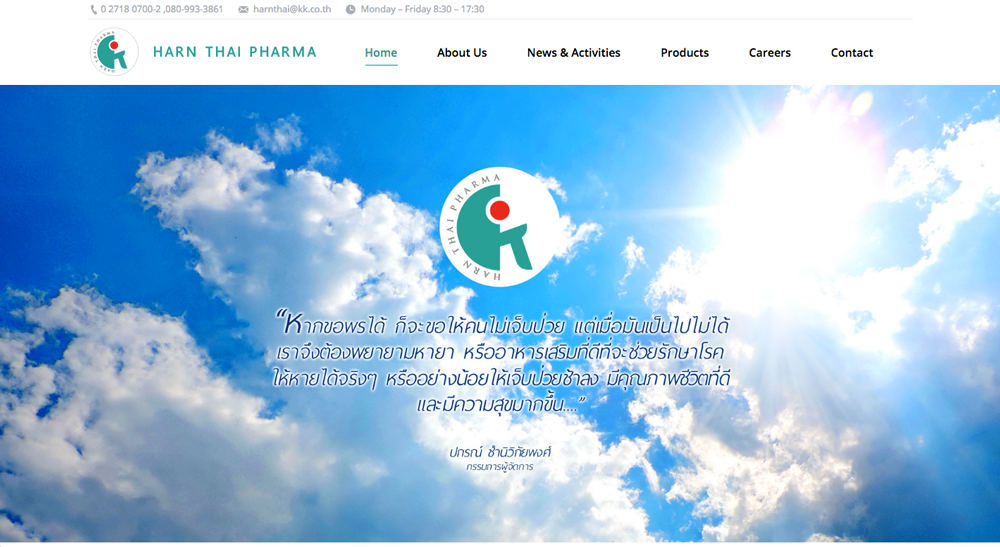 0 2718 0700-2 ,080-993-3861 harnthai@kk.co.th Monday – Friday 8:30 – 17:30
HARN THAI PHARMA
HARN THAI PHARMA Home About Us News & Activities Products Careers Contact
HARN THAI PHARMA
“หากขอพรได้ ก็จะขอให้คนไม่เจ็บป่วย แต่เมื่อมันเป็นไปไม่ได้
เราจึงต้องพยายามหายา หรืออาหารเสริมที่ดีที่จะช่วยรักษาโรค
ให้หายได้จริงๆ หรืออย่างน้อยให้เจ็บป่วยช้าลง มีคุณภาพชีวิตที่ดี
และมีความสุขมากขึ้น....”
ปกรณ์ ชำนิวิกัยพงศ์
กรรมการผู้จัดการ